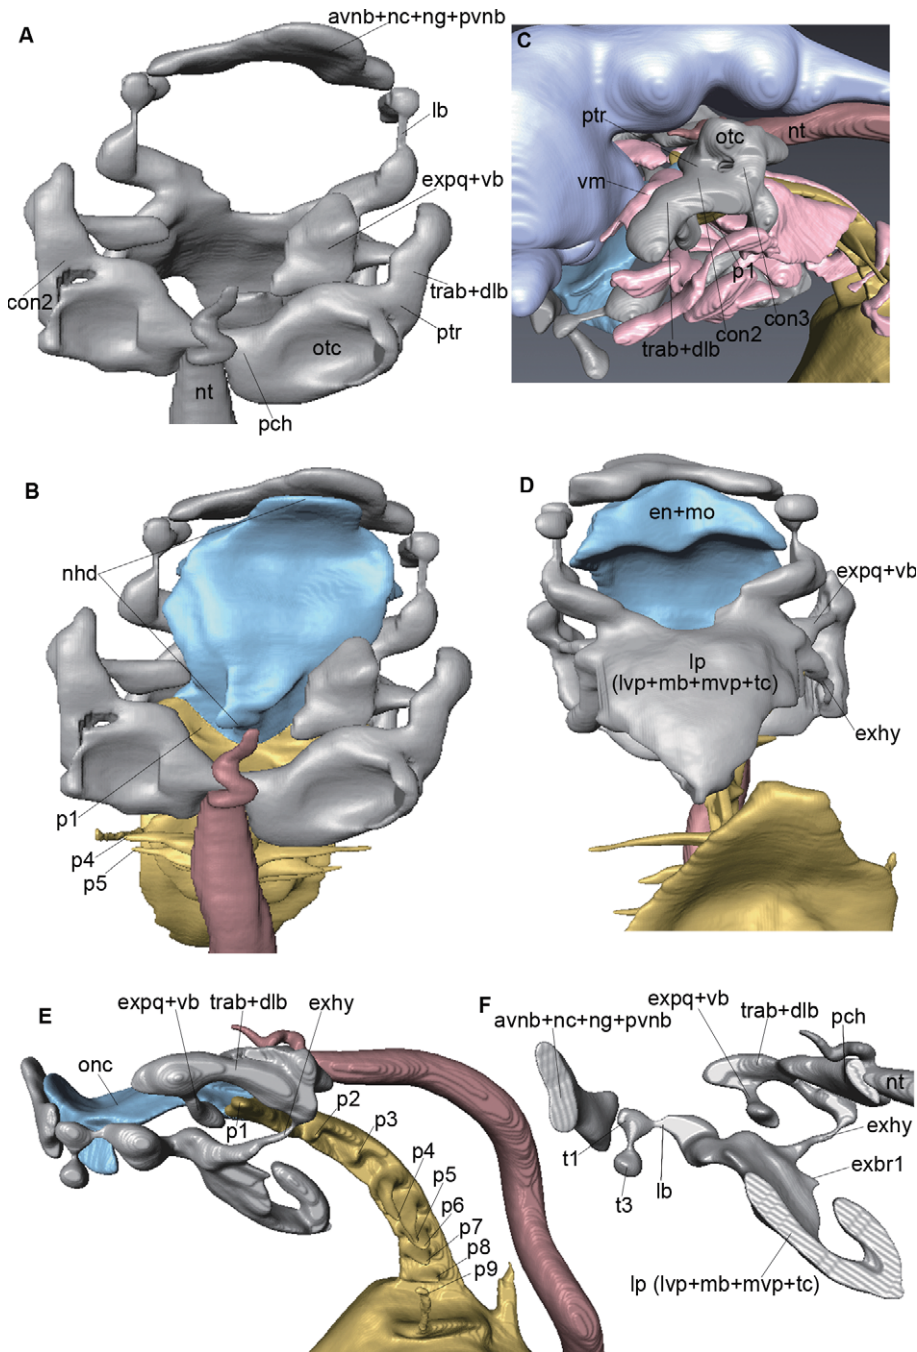 A
avnb+nc+ng+pvnb
lb
expq+vb
con2
trab+dlb
ptr
otc
nt
pch
C
ptr
otc
nt
vm
p1
con3
con2
trab+dlb
B
nhd
p1
p4
p5
D
en+mo
expq+vb
lp
(lvp+mb+mvp+tc)
exhy
E
expq+vb
trab+dlb
exhy
onc
p1
p2
p3
p4
p5
p6
p7
p8
p9
F
avnb+nc+ng+pvnb
expq+vb
trab+dlb
pch
nt
exhy
t1
t3
lb
exbr1
lp (lvp+mb+mvp+tc)